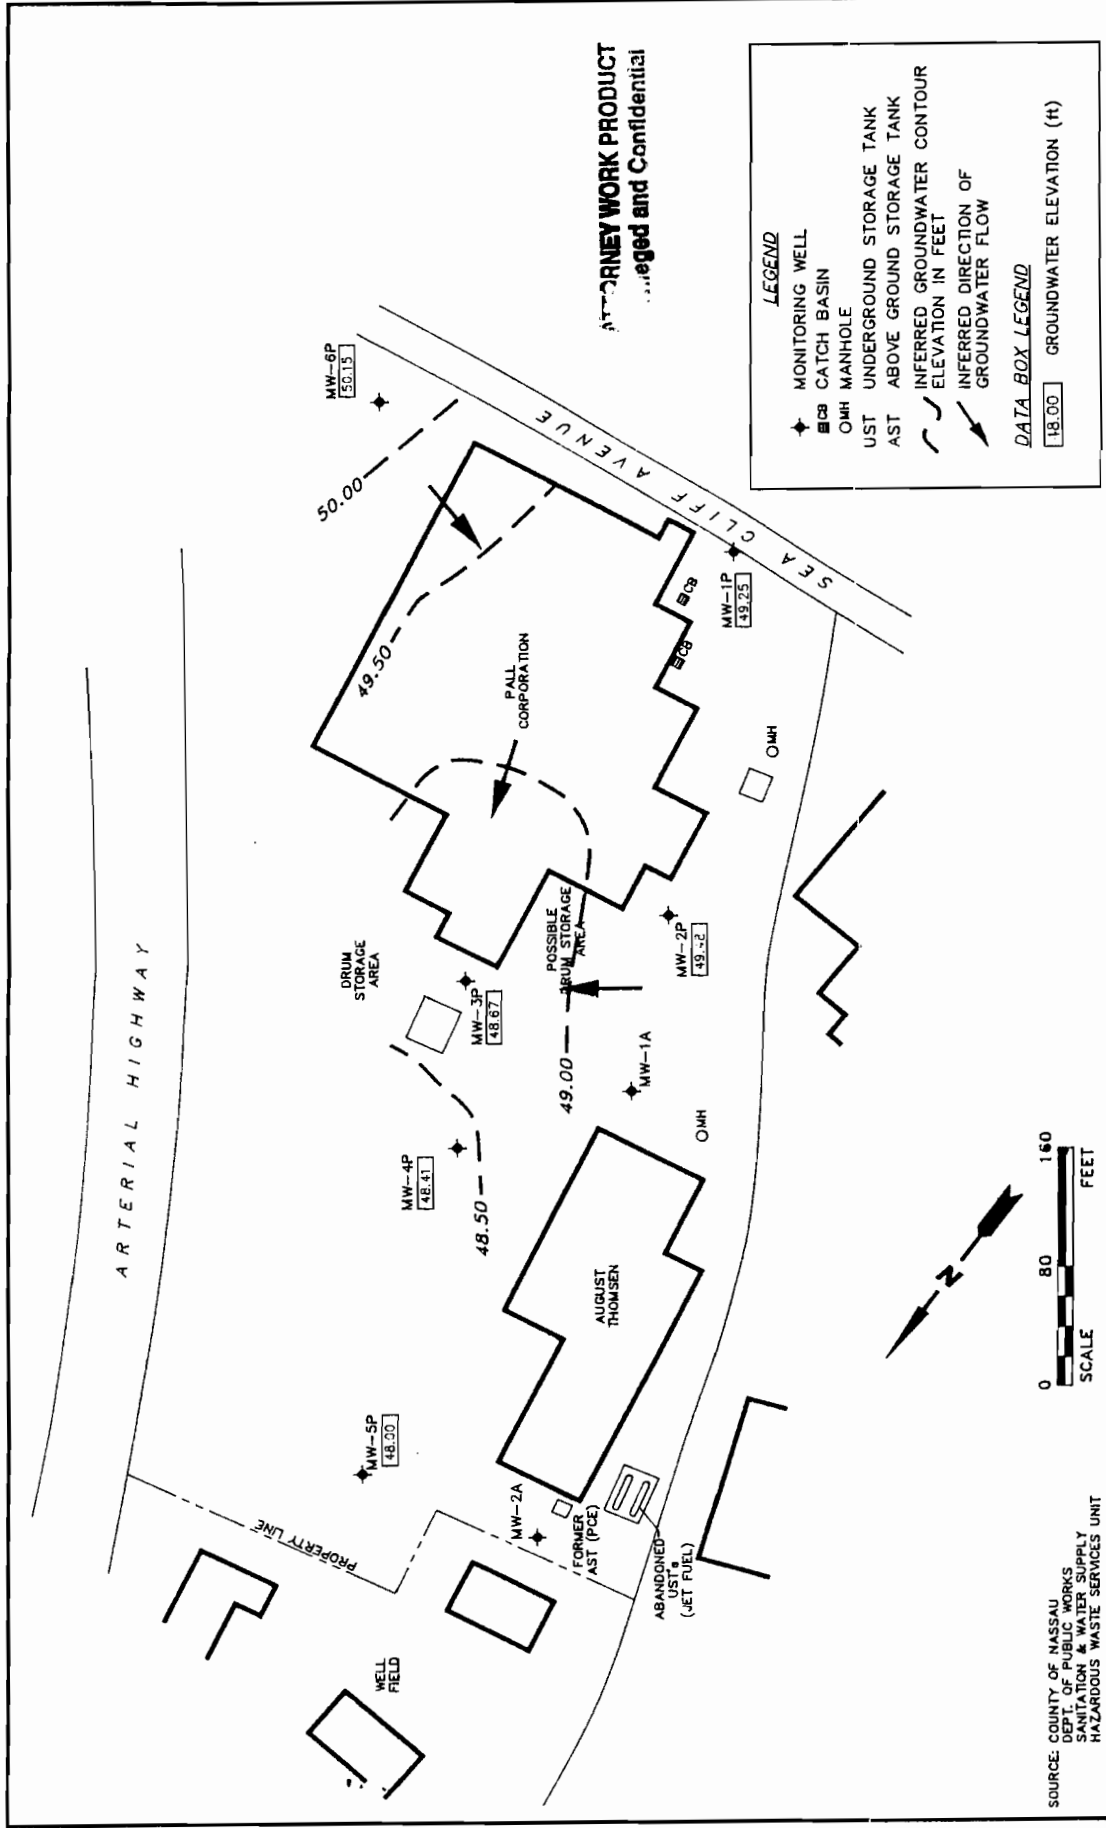 ARTERIAL HIGHWAY
MW-6P
50.15
50.00
49.50
PALL
CORPORATION
SEA CLIFF AVENUE
CB
CB
MW-1P
49.25
OMH
DRUM
STORAGE
AREA
POSSIBLE
DRUM STORAGE
AREA
MW-2P
MW-3P
48.67
49.00
MW-1A
OMH
MW-4P
48.41
48.50
AUGUST
THOMSEN
MW-5P
48.00
MW-2A
FORMER
AST (PCE)
ABANDONED
UST's
(JET FUEL)
PROPERTY LINE
WELL
FIELD
ATTORNEY WORK PRODUCT
leged and Confidential
LEGEND
MONITORING WELL
CB CATCH BASIN
OMH MANHOLE
UST UNDERGROUND STORAGE TANK
AST ABOVE GROUND STORAGE TANK
INFERRED GROUNDWATER CONTOUR
ELEVATION IN FEET
INFERRED DIRECTION OF
GROUNDWATER FLOW
DATA BOX LEGEND
48.00 GROUNDWATER ELEVATION (ft)
N
0 80 160
SCALE FEET
SOURCE: COUNTY OF NASSAU
DEPT. OF PUBLIC WORKS
SANITATION & WATER SUPPLY
HAZARDOUS WASTE SERVICES UNIT